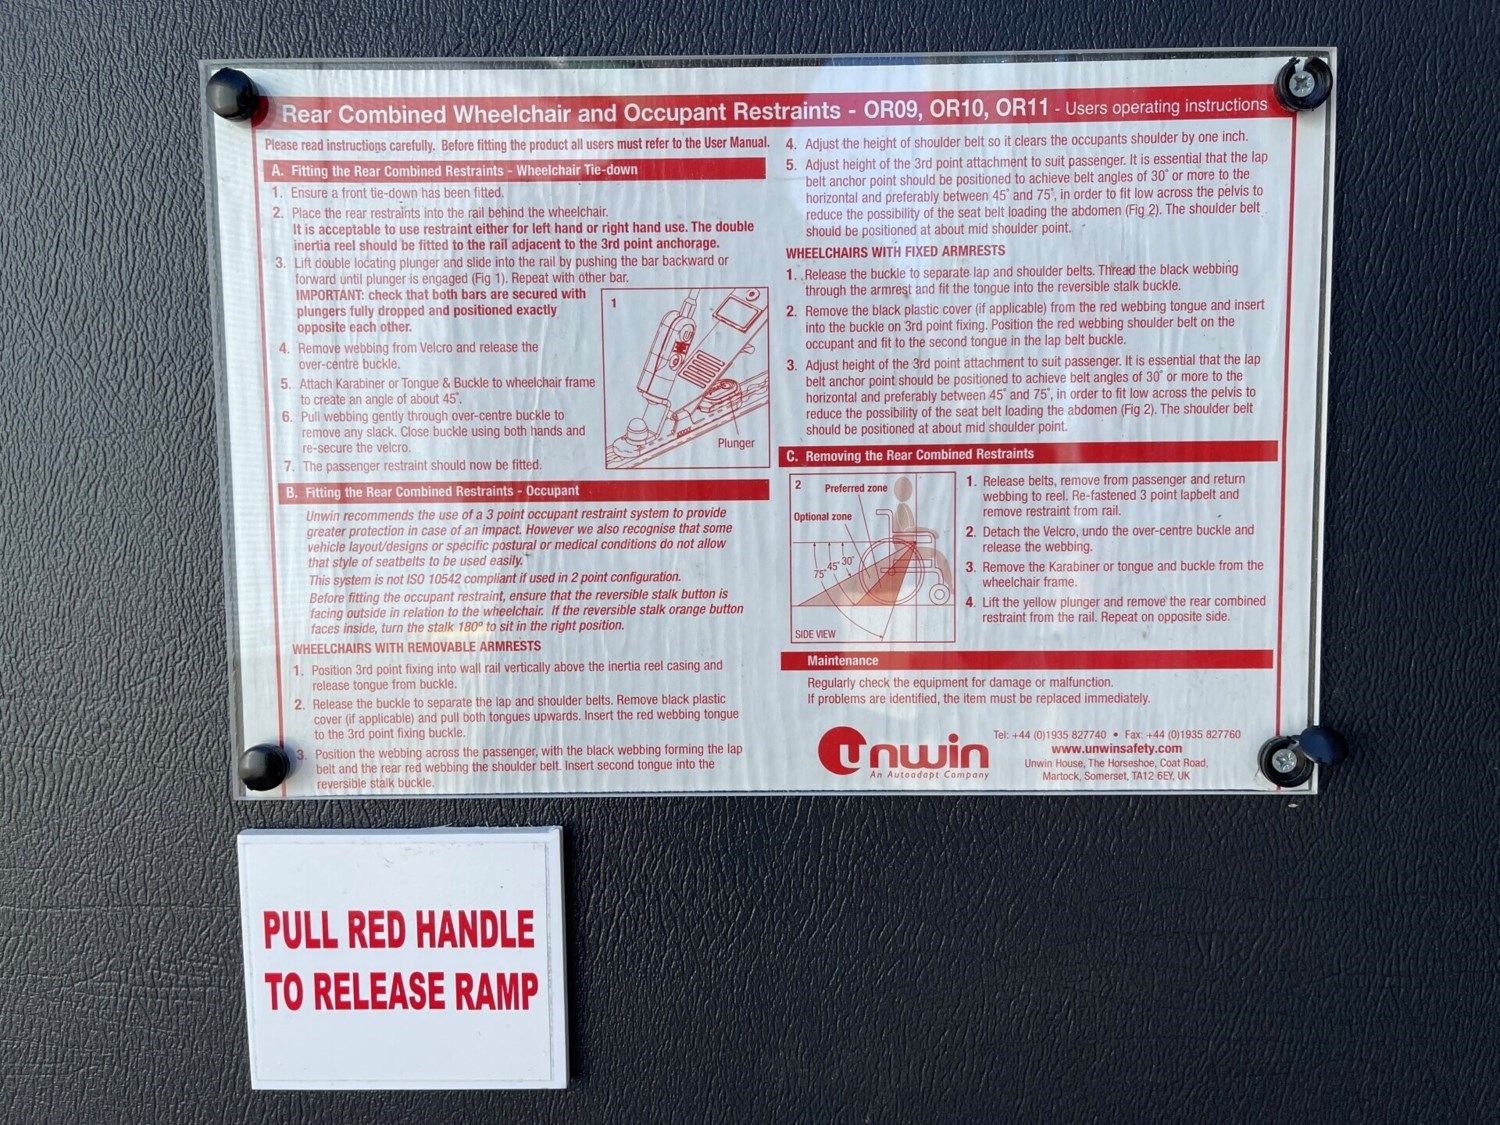 Rear Combined Wheelchair and Occupant Restraints - OR09, OR10, OR11 - Users operating instructions
Please read instructions carefully. Before fitting the product all users must refer to the User Manual.
A. Fitting the Rear Combined Restraints - Wheelchair Tie-down
1. Ensure a front tie-down has been fitted.
2. Place the rear restraints into the rail behind the wheelchair.
It is acceptable to use restraint either for left hand or right hand use. The double
inertia reel should be fitted to the rail adjacent to the 3rd point anchorage.
3. Lift double locating plunger and slide into the rail by pushing the bar backward or
forward until plunger is engaged (Fig 1). Repeat with other bar.
IMPORTANT: check that both bars are secured with
plungers fully dropped and positioned exactly
opposite each other.
4. Remove webbing from Velcro and release the
over-centre buckle.
5. Attach Karabiner or Tongue & Buckle to wheelchair frame
to create an angle of about 45°.
6. Pull webbing gently through over-centre buckle to
remove any slack. Close buckle using both hands and
re-secure the velcro.
7. The passenger restraint should now be fitted.
1
Plunger
B. Fitting the Rear Combined Restraints - Occupant
Unwin recommends the use of a 3 point occupant restraint system to provide
greater protection in case of an impact. However we also recognise that some
vehicle layout/designs or specific postural or medical conditions do not allow
that style of seatbelts to be used easily.
This system is not ISO 10542 compliant if used in 2 point configuration.
Before fitting the occupant restraint, ensure that the reversible stalk button is
facing outside in relation to the wheelchair. If the reversible stalk orange button
faces inside, turn the stalk 180º to sit in the right position.
WHEELCHAIRS WITH REMOVABLE ARMRESTS
1. Position 3rd point fixing into wall rail vertically above the inertia reel casing and
release tongue from buckle.
2. Release the buckle to separate the lap and shoulder belts. Remove black plastic
cover (if applicable) and pull both tongues upwards. Insert the red webbing tongue
to the 3rd point fixing buckle.
3. Position the webbing across the passenger, with the black webbing forming the lap
belt and the rear red webbing the shoulder belt. Insert second tongue into the
reversible stalk buckle.
4. Adjust the height of shoulder belt so it clears the occupants shoulder by one inch.
5. Adjust height of the 3rd point attachment to suit passenger. It is essential that the lap
belt anchor point should be positioned to achieve belt angles of 30° or more to the
horizontal and preferably between 45° and 75°, in order to fit low across the pelvis to
reduce the possibility of the seat belt loading the abdomen (Fig 2). The shoulder belt
should be positioned at about mid shoulder point.
WHEELCHAIRS WITH FIXED ARMRESTS
1. Release the buckle to separate lap and shoulder belts. Thread the black webbing
through the armrest and fit the tongue into the reversible stalk buckle.
2. Remove the black plastic cover (if applicable) from the red webbing tongue and insert
into the buckle on 3rd point fixing. Position the red webbing shoulder belt on the
occupant and fit to the second tongue in the lap belt buckle.
3. Adjust height of the 3rd point attachment to suit passenger. It is essential that the lap
belt anchor point should be positioned to achieve belt angles of 30° or more to the
horizontal and preferably between 45° and 75°, in order to fit low across the pelvis to
reduce the possibility of the seat belt loading the abdomen (Fig 2). The shoulder belt
should be positioned at about mid shoulder point.
C. Removing the Rear Combined Restraints
2
Preferred zone
Optional zone
75° 45° 30°
SIDE VIEW
1. Release belts, remove from passenger and return
webbing to reel. Re-fastened 3 point lapbelt and
remove restraint from rail.
2. Detach the Velcro, undo the over-centre buckle and
release the webbing.
3. Remove the Karabiner or tongue and buckle from the
wheelchair frame.
4. Lift the yellow plunger and remove the rear combined
restraint from the rail. Repeat on opposite side.
Maintenance
Regularly check the equipment for damage or malfunction.
If problems are identified, the item must be replaced immediately.
unwin
An Autoadapt Company
Tel: +44 (0)1935 827740 • Fax: +44 (0)1935 827760
www.unwinsafety.com
Unwin House, The Horseshoe, Coat Road,
Martock, Somerset, TA12 6EY, UK
PULL RED HANDLE
TO RELEASE RAMP